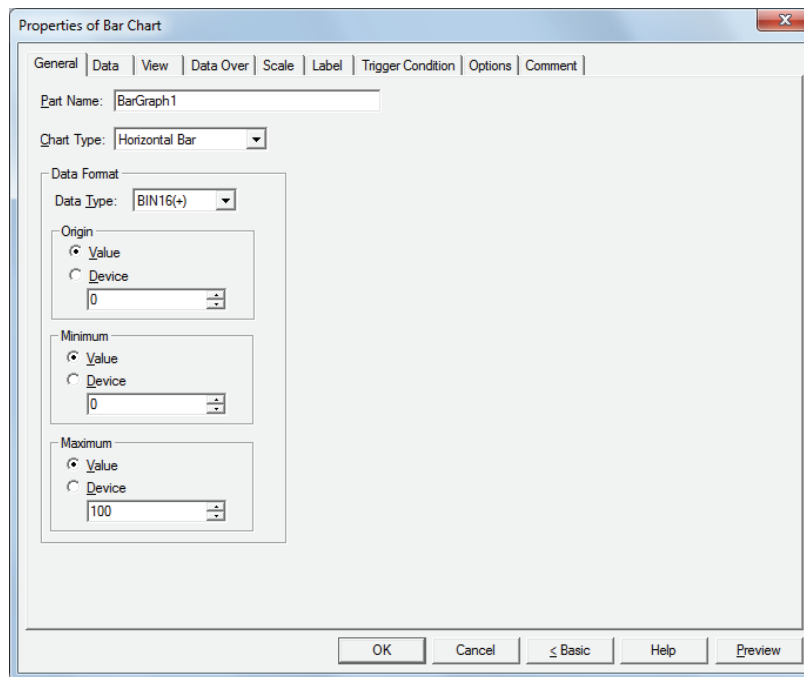 Properties of Bar Chart
General Data View Data Over Scale Label Trigger Condition Options Comment
Part Name: BarGraph1
Chart Type: Horizontal Bar
Data Format
Data Type: BIN16(+)
Origin
Value
Device
0
Minimum
Value
Device
0
Maximum
Value
Device
100
OK Cancel < Basic Help Preview